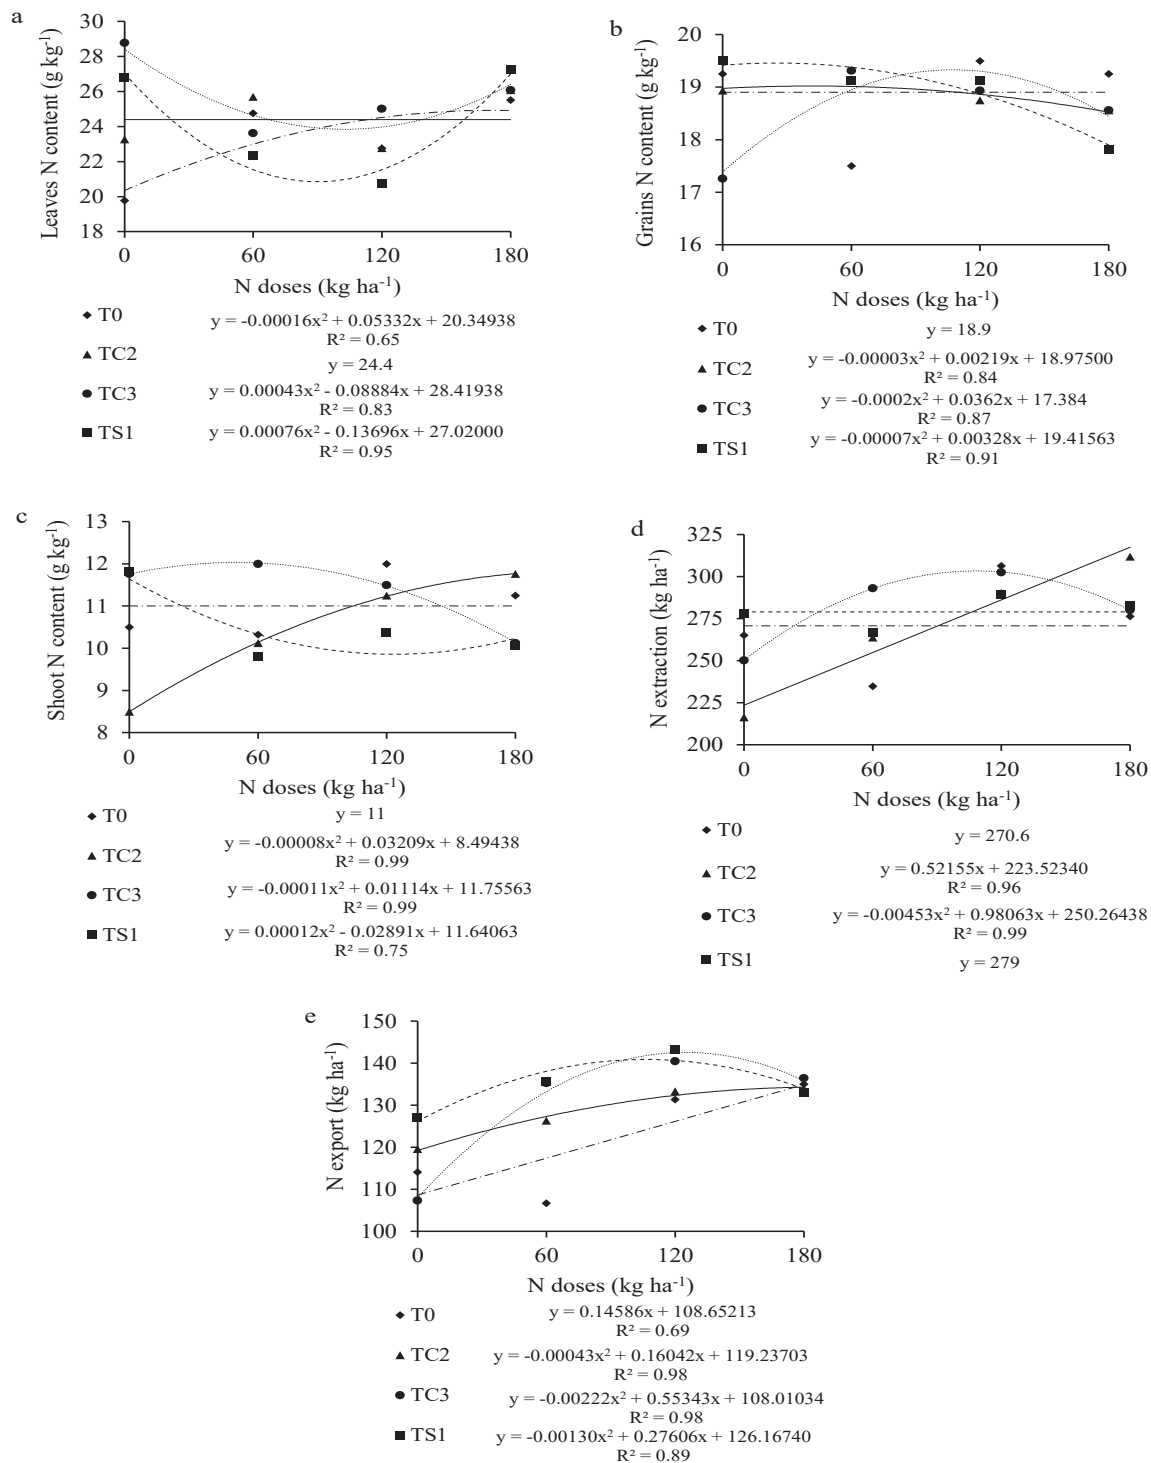 a
Leaves N content (g kg⁻¹)
30
28
26
24
22
20
18
0
60
120
180
N doses (kg ha⁻¹)
T0
y = -0.00016x² + 0.05332x + 20.34938
R² = 0.65
TC2
y = 24.4
TC3
y = 0.00043x² - 0.08884x + 28.41938
R² = 0.83
TS1
y = 0.00076x² - 0.13696x + 27.02000
R² = 0.95
b
Grains N content (g kg⁻¹)
20
19
18
17
16
0
60
120
180
N doses (kg ha⁻¹)
T0
y = 18.9
TC2
y = -0.00003x² + 0.00219x + 18.97500
R² = 0.84
TC3
y = -0.0002x² + 0.0362x + 17.384
R² = 0.87
TS1
y = -0.00007x² + 0.00328x + 19.41563
R² = 0.91
c
Shoot N content (g kg⁻¹)
13
12
11
10
9
8
0
60
120
180
N doses (kg ha⁻¹)
T0
y = 11
TC2
y = -0.00008x² + 0.03209x + 8.49438
R² = 0.99
TC3
y = -0.00011x² + 0.01114x + 11.75563
R² = 0.99
TS1
y = 0.00012x² - 0.02891x + 11.64063
R² = 0.75
d
N extraction (kg ha⁻¹)
325
300
275
250
225
200
0
60
120
180
N doses (kg ha⁻¹)
T0
y = 270.6
TC2
y = 0.52155x + 223.52340
R² = 0.96
TC3
y = -0.00453x² + 0.98063x + 250.26438
R² = 0.99
TS1
y = 279
e
N export (kg ha⁻¹)
150
140
130
120
110
100
0
60
120
180
N doses (kg ha⁻¹)
T0
y = 0.14586x + 108.65213
R² = 0.69
TC2
y = -0.00043x² + 0.16042x + 119.23703
R² = 0.98
TC3
y = -0.00222x² + 0.55343x + 108.01034
R² = 0.98
TS1
y = -0.00130x² + 0.27606x + 126.16740
R² = 0.89